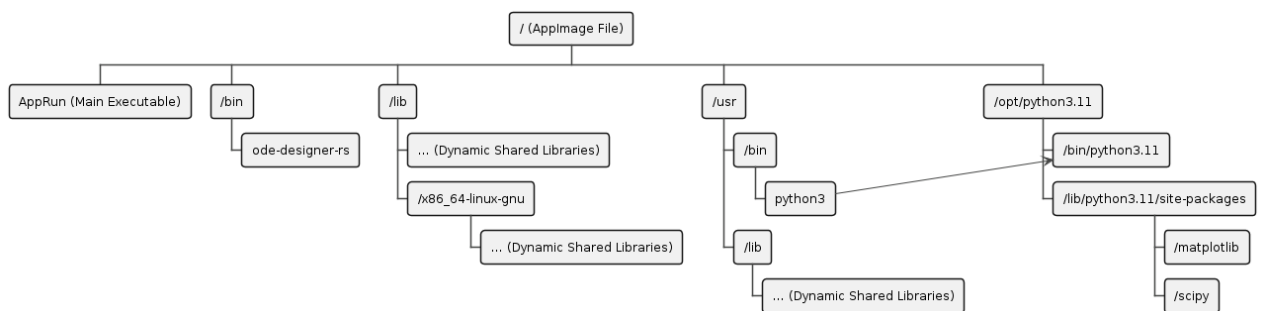 / (AppImage File)
AppRun (Main Executable)
/bin
/lib
/usr
/opt/python3.11
ode-designer-rs
... (Dynamic Shared Libraries)
/bin
/bin/python3.11
/x86_64-linux-gnu
python3
/lib/python3.11/site-packages
... (Dynamic Shared Libraries)
/lib
/matplotlib
... (Dynamic Shared Libraries)
/scipy